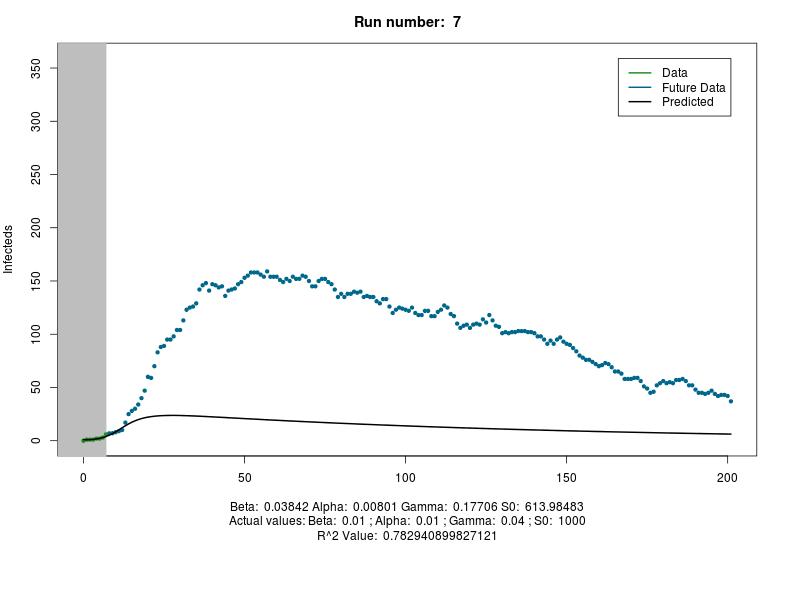 Run number: 7
350
300
250
200
150
100
50
0
Infecteds
Data
Future Data
Predicted
0 50 100 150 200
Beta: 0.03842 Alpha: 0.00801 Gamma: 0.17706 S0: 613.98483
Actual values: Beta: 0.01 ; Alpha: 0.01 ; Gamma: 0.04 ; S0: 1000
R^2 Value: 0.782940899827121